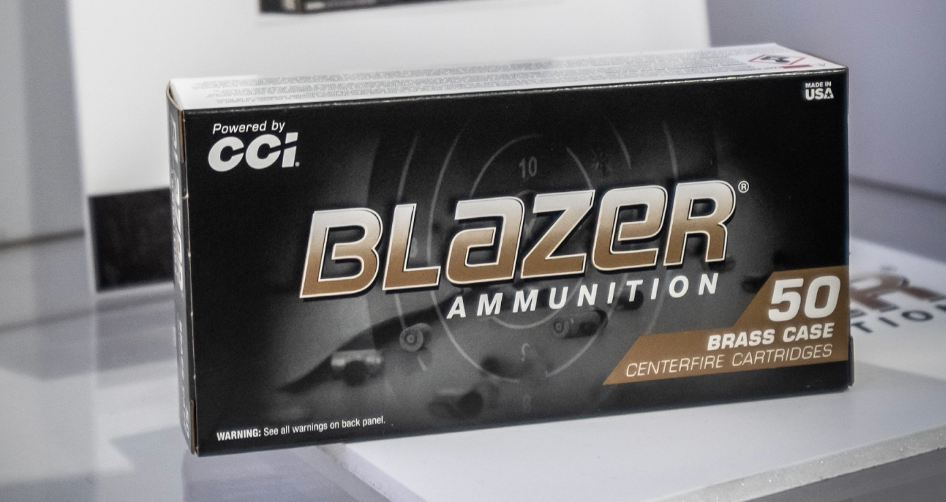 Powered by
CCI
MADE IN
USA
10
BLAZER®
AMMUNITION
50
BRASS CASE
CENTERFIRE CARTRIDGES
WARNING: See all warnings on back panel.